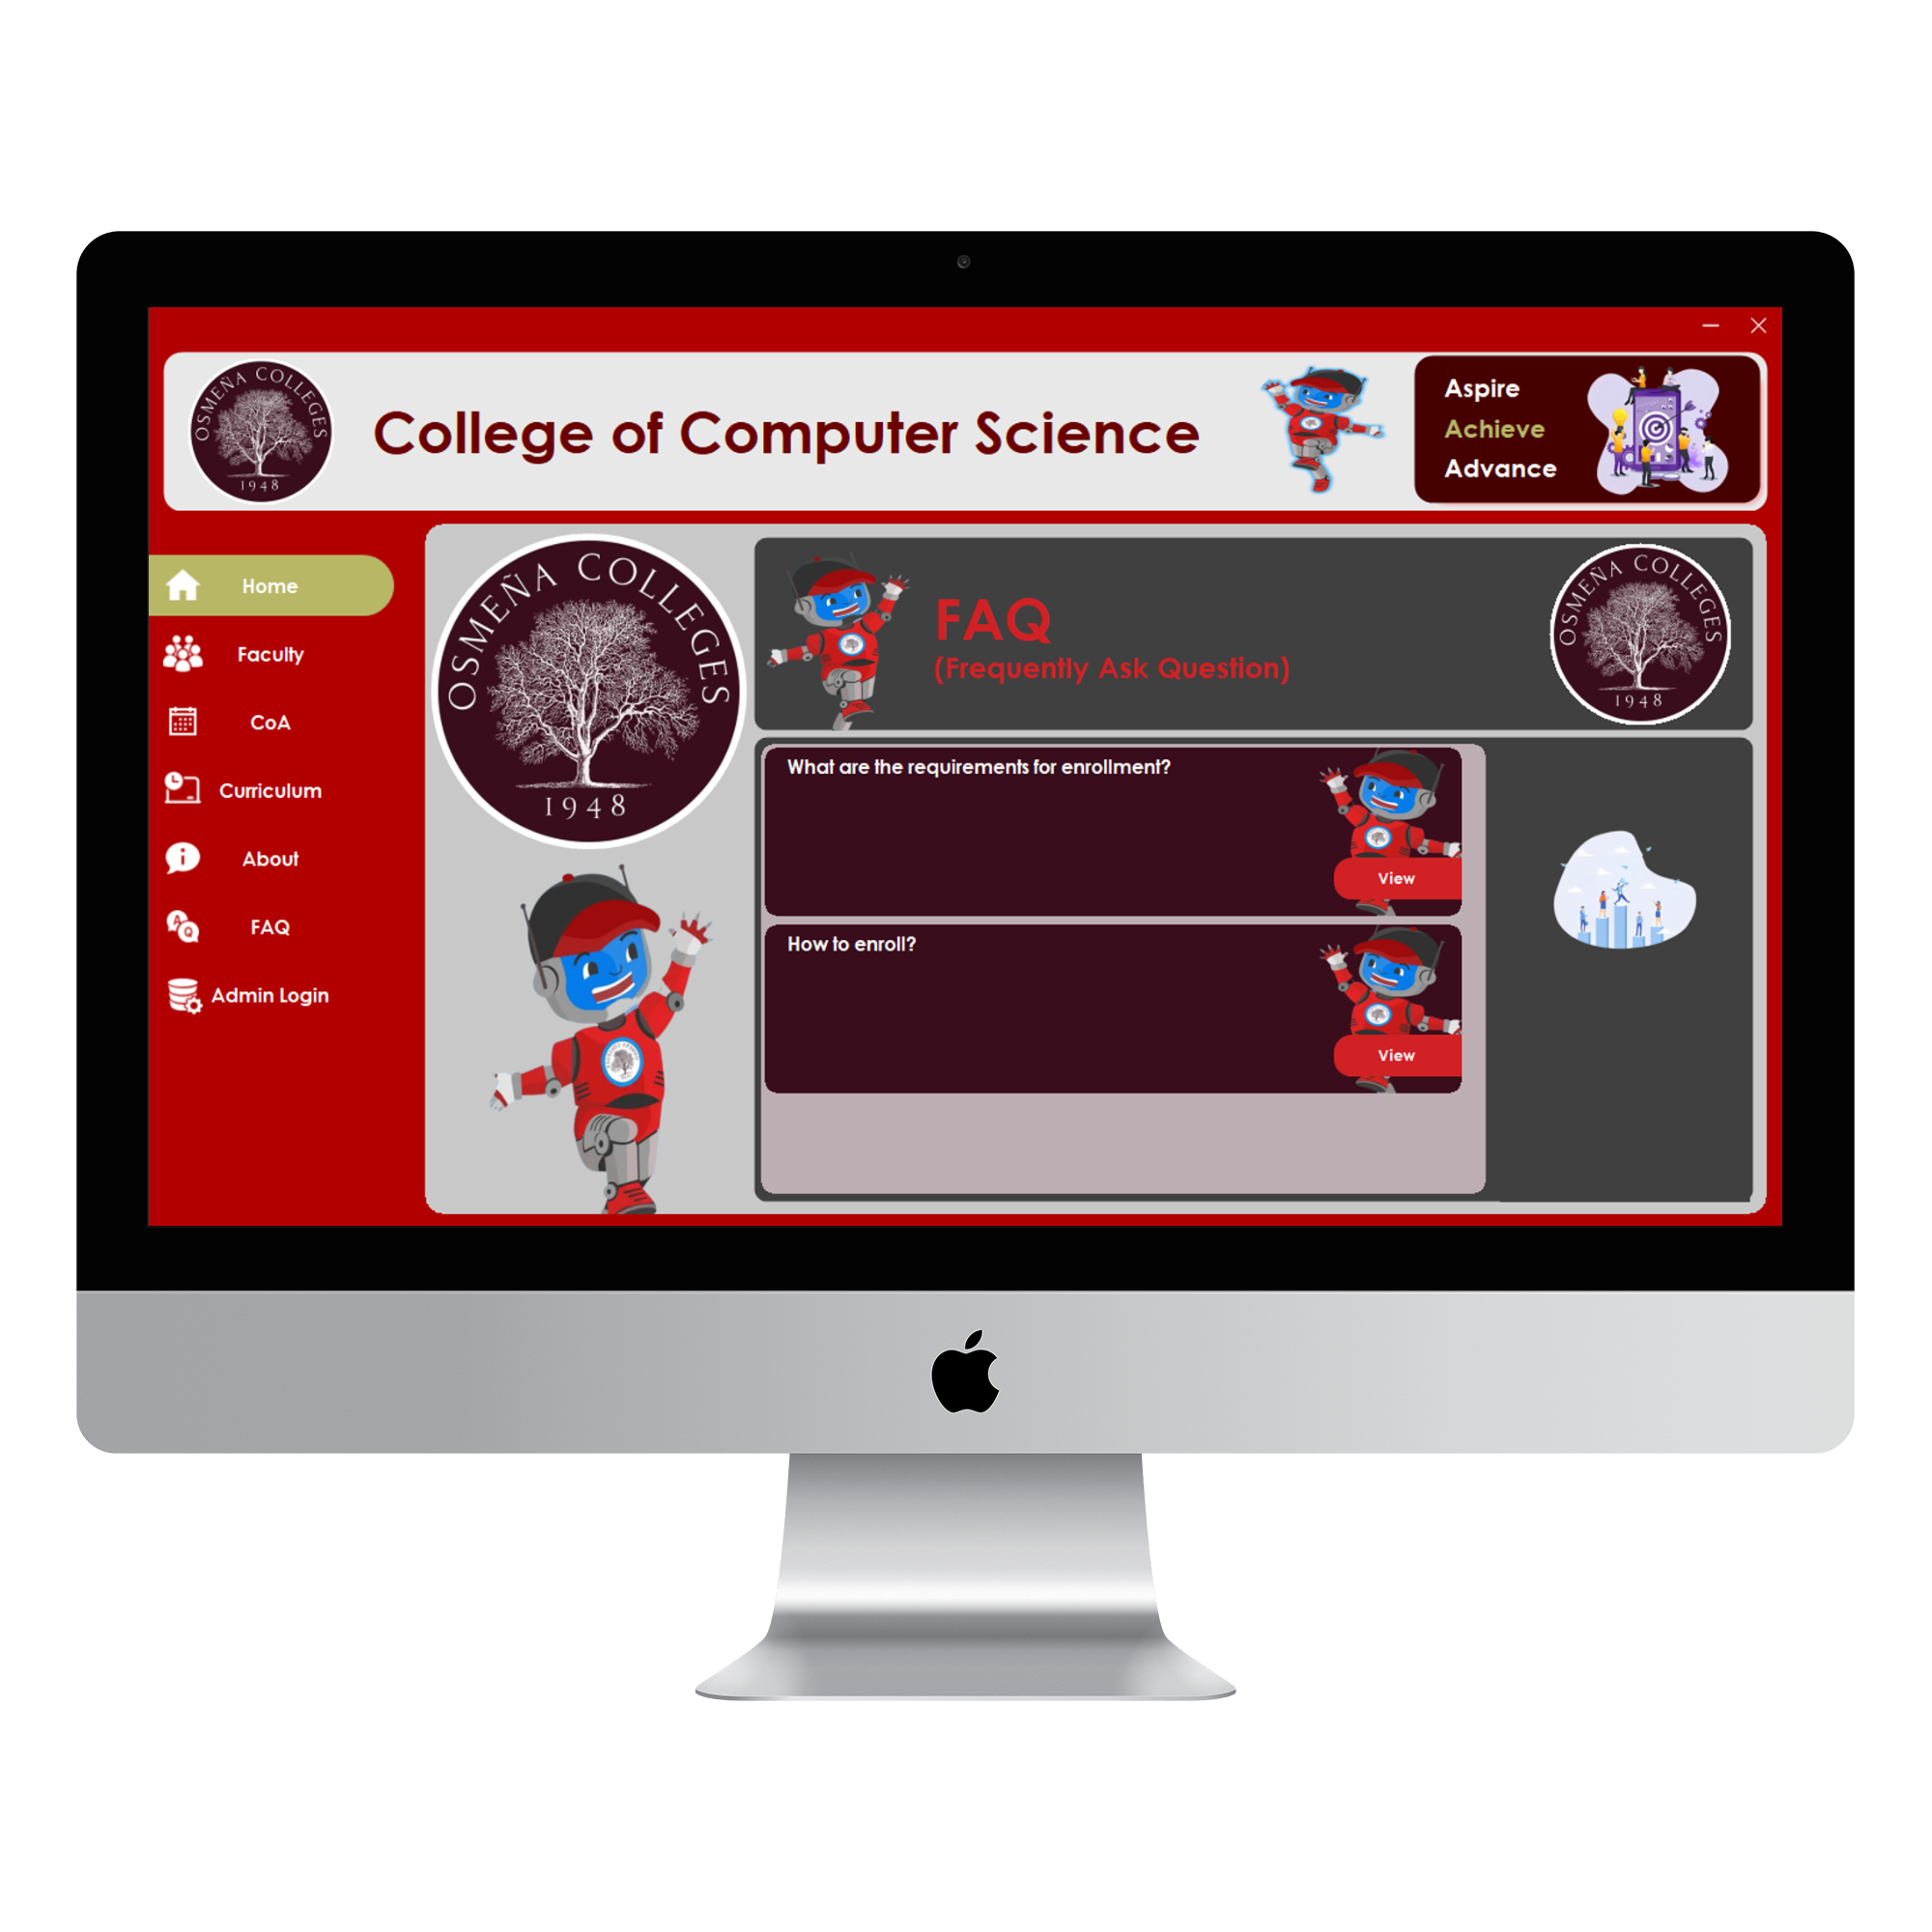 OSMEÑA COLLEGES
1948
College of Computer Science
Aspire
Achieve
Advance
Home
Faculty
CoA
Curriculum
About
FAQ
Admin Login
OSMEÑA COLLEGES
1948
FAQ
(Frequently Ask Question)
OSMEÑA COLLEGES
1948
What are the requirements for enrollment?
View
How to enroll?
View